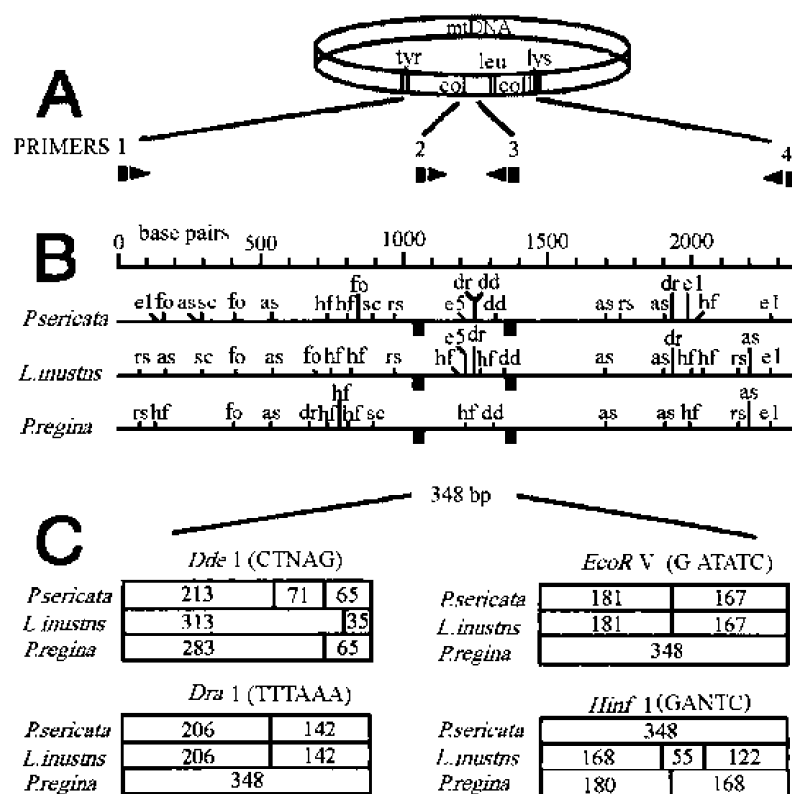 mtDNA
tyr leu lys
A col col
PRIMERS 1 2 3 4
B 0 base pairs 500 1000 1500 2000
fo dr dd dr e1
e1 fo as sc fo as hf hf sc rs e5 dd as rs as hf e1
P.sericata
e5 dr dr as
rs as sc fo as fo hf hf rs hf hf dd as as hf hf rs e1
L.inustns
hf as
rs hf fo as dr hf hf sc hf dd as as hf rs e1
P.regina
348 bp
C
Dde 1 (CTNAG)
P.sericata 213 71 65
L.inustns 313 35
P.regina 283 65
EcoR V (G ATATC)
P.sericata 181 167
L.inustns 181 167
P.regina 348
Dra 1 (TTTAAA)
P.sericata 206 142
L.inustns 206 142
P.regina 348
Hinf 1 (GANTC)
P.sericata 348
L.inustns 168 55 122
P.regina 180 168